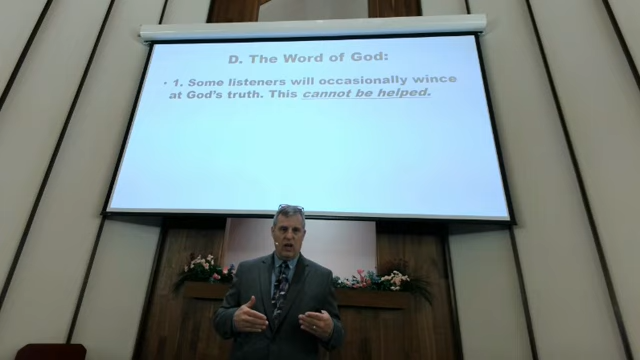 D. The Word of God:
• 1. Some listeners will occasionally wince
at God's truth. This cannot be helped.